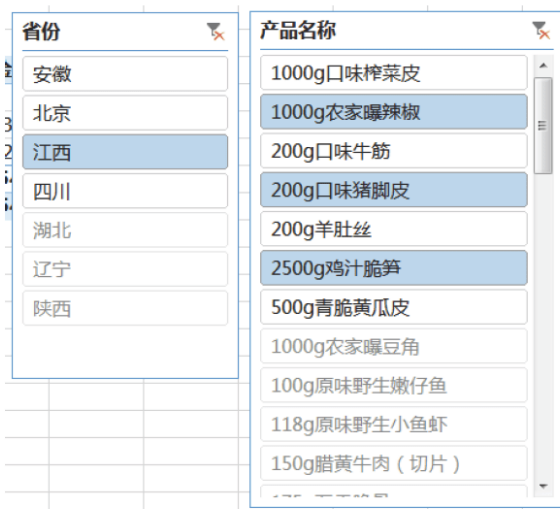 省份
安徽
北京
江西
四川
湖北
辽宁
陕西
产品名称
1000g口味榨菜皮
1000g农家曝辣椒
200g口味牛筋
200g口味猪脚皮
200g羊肚丝
2500g鸡汁脆笋
500g青脆黄瓜皮
1000g农家曝豆角
100g原味野生嫩仔鱼
118g原味野生小鱼虾
150g腊黄牛肉（切片）